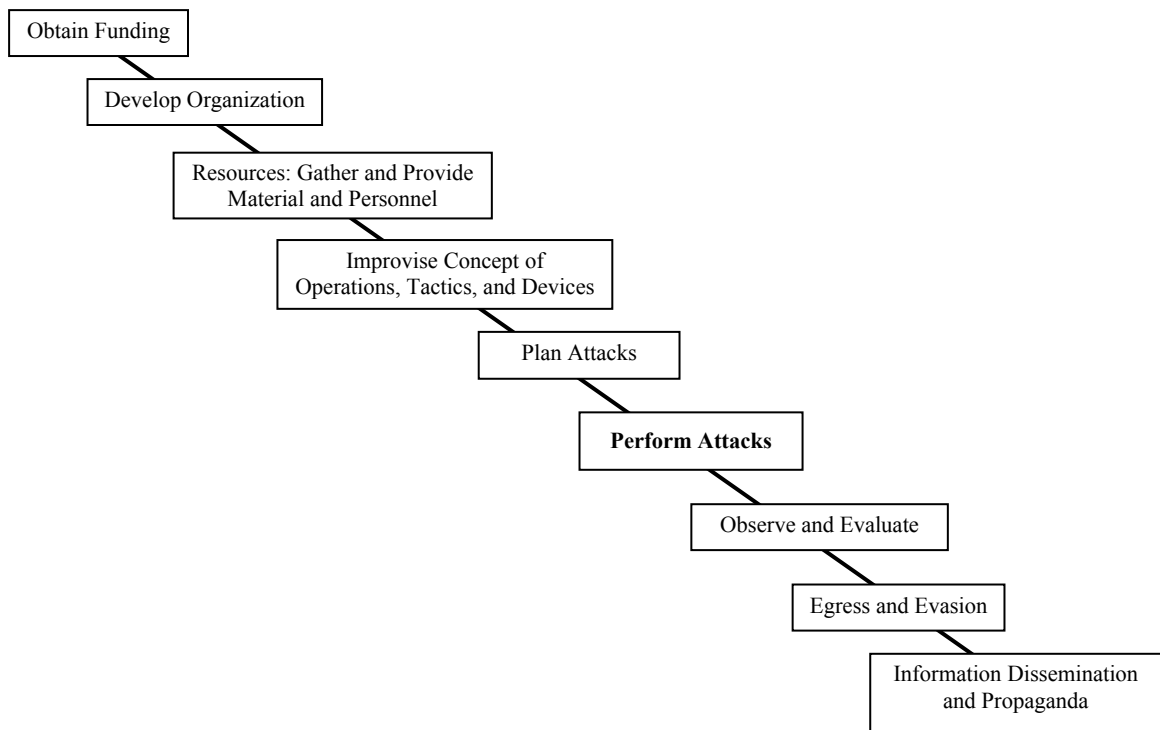 Obtain Funding
Develop Organization
Resources: Gather and Provide
Material and Personnel
Improvise Concept of
Operations, Tactics, and Devices
Plan Attacks
Perform Attacks
Observe and Evaluate
Egress and Evasion
Information Dissemination
and Propaganda